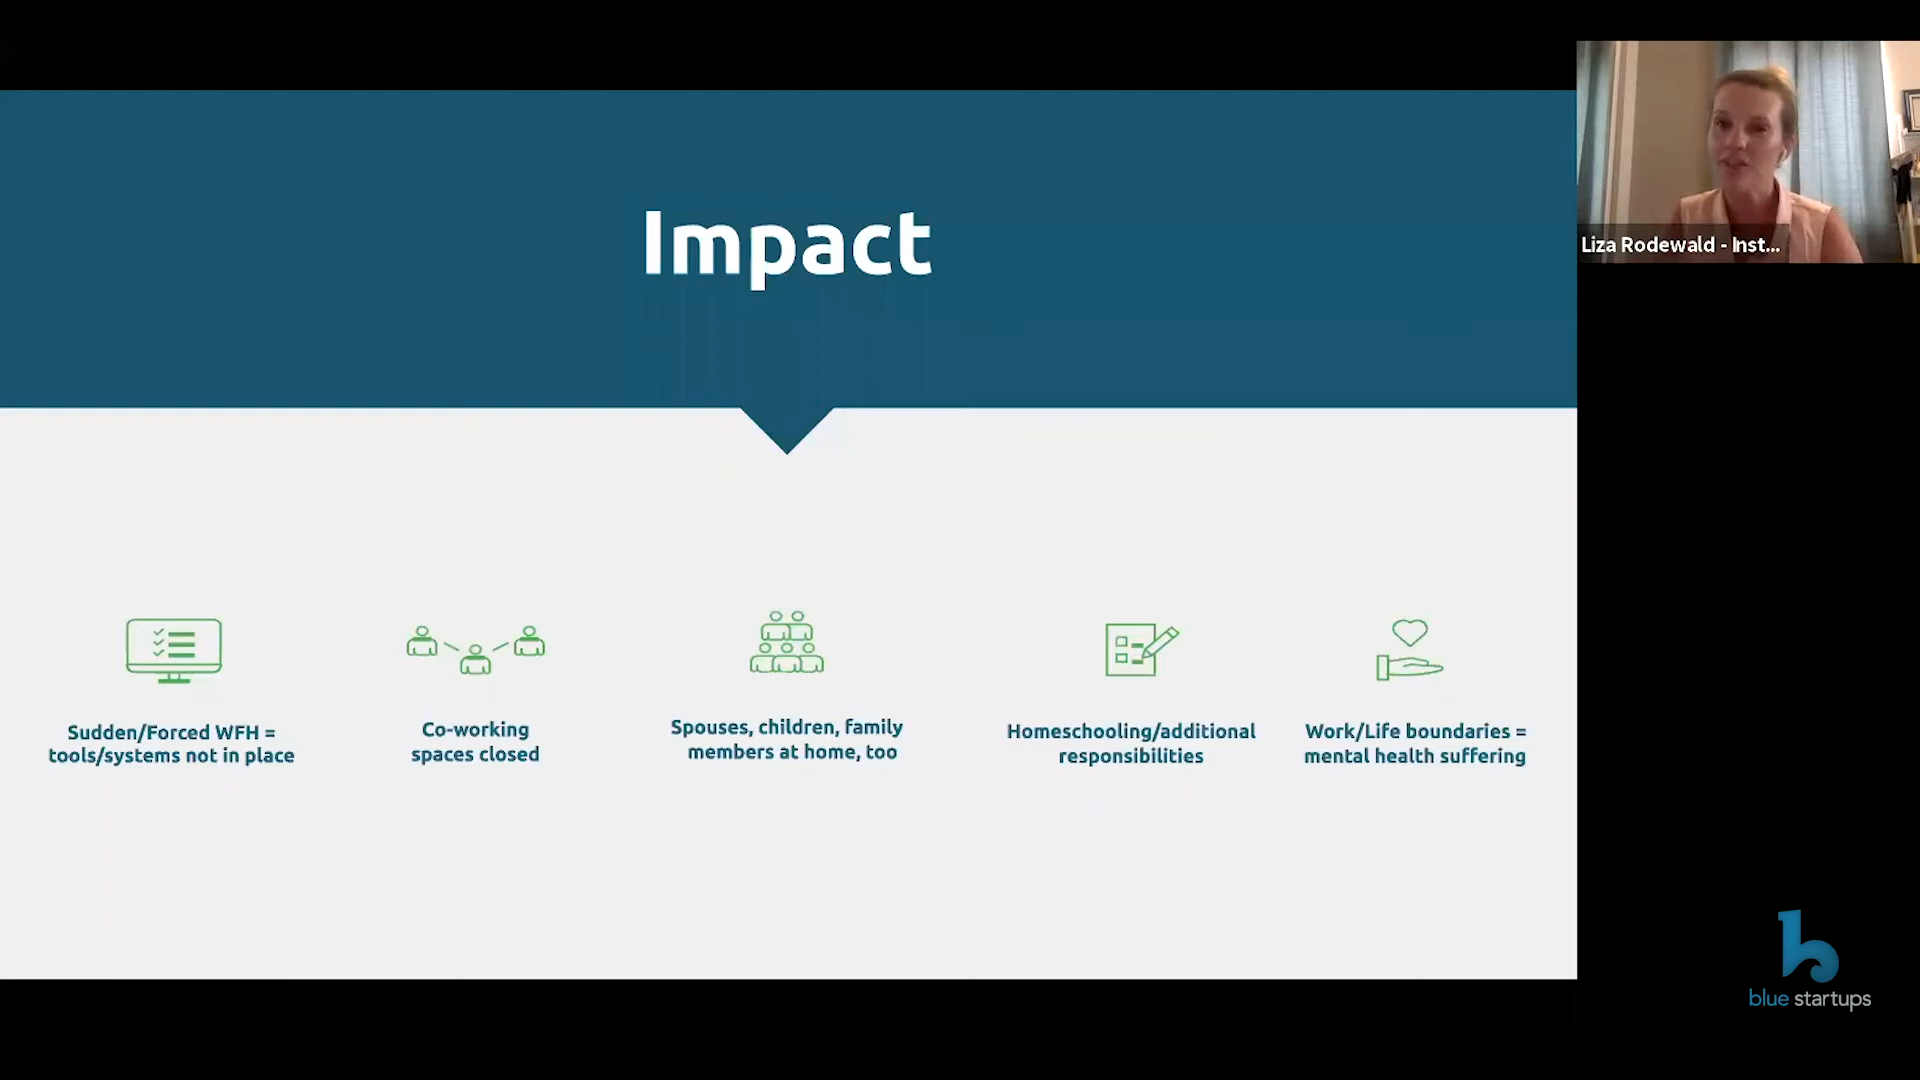 Impact
Liza Rodewald - Inst...
Sudden/Forced WFH =
tools/systems not in place
Co-working
spaces closed
Spouses, children, family
members at home, too
Homeschooling/additional
responsibilities
Work/Life boundaries =
mental health suffering
blue startups